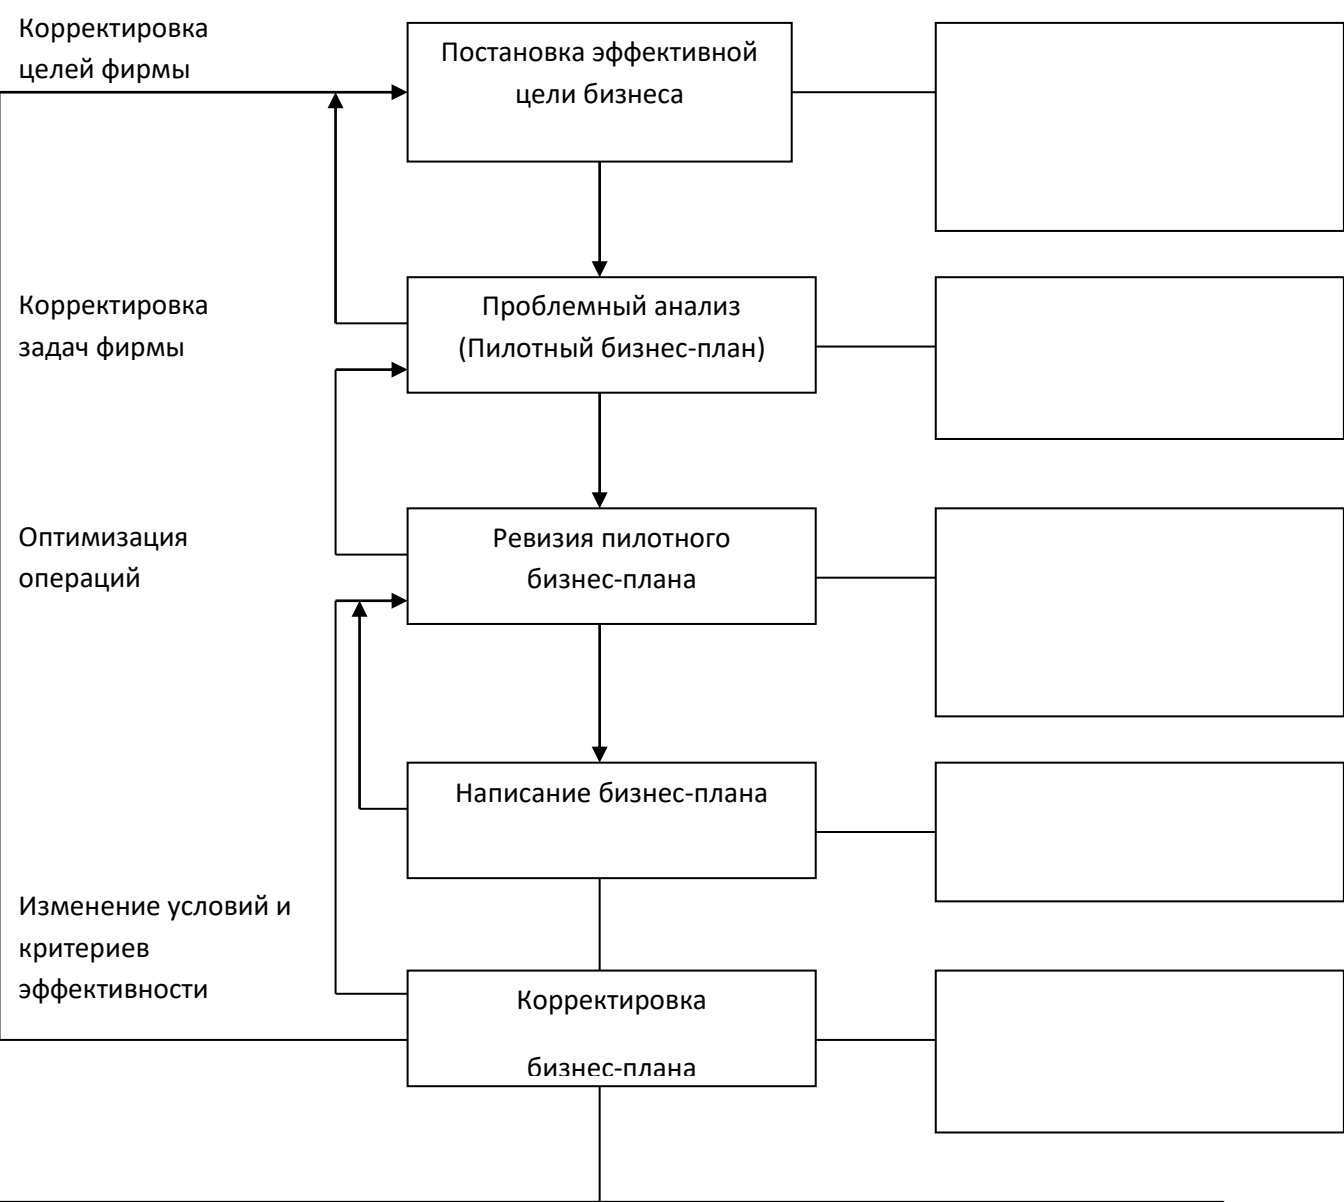 Корректировка
целей фирмы
Постановка эффективной
цели бизнеса
Корректировка
задач фирмы
Проблемный анализ
(Пилотный бизнес-план)
Оптимизация
операций
Ревизия пилотного
бизнес-плана
Написание бизнес-плана
Изменение условий и
критериев
эффективности
Корректировка
бизнес-плана